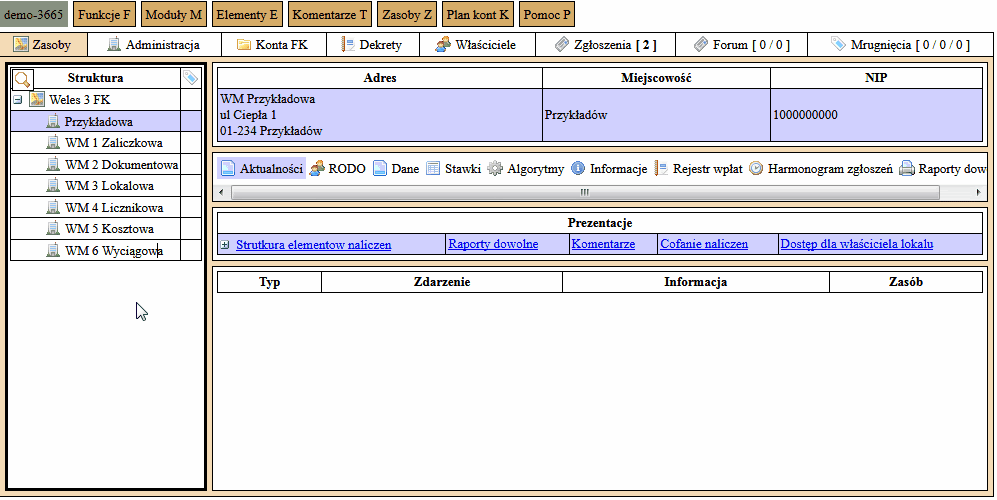 demo-3665 Funkcje F Moduły M Elementy E Komentarze T Zasoby Z Plan kont K Pomoc P
Zasoby Administracja Konta FK Dekrety Właściciele Zgłoszenia [ 2 ] Forum [ 0 / 0 ] Mrugnięcia [ 0 / 0 / 0 ]
Struktura
Weles 3 FK
Przykładowa
WM 1 Zaliczkowa
WM 2 Dokumentowa
WM 3 Lokalowa
WM 4 Licznikowa
WM 5 Kosztowa
WM 6 Wyciągowa
Adres Miejscowość NIP
WM Przykładowa
ul Ciepła 1
01-234 Przykładów
Przykładów
1000000000
Aktualności RODO Dane Stawki Algorytmy Informacje Rejestr wpłat Harmonogram zgłoszeń Raporty dow
Prezentacje
Strutkura elementow naliczen Raporty dowolne Komentarze Cofanie naliczen Dostęp dla właściciela lokalu
Typ Zdarzenie Informacja Zasób